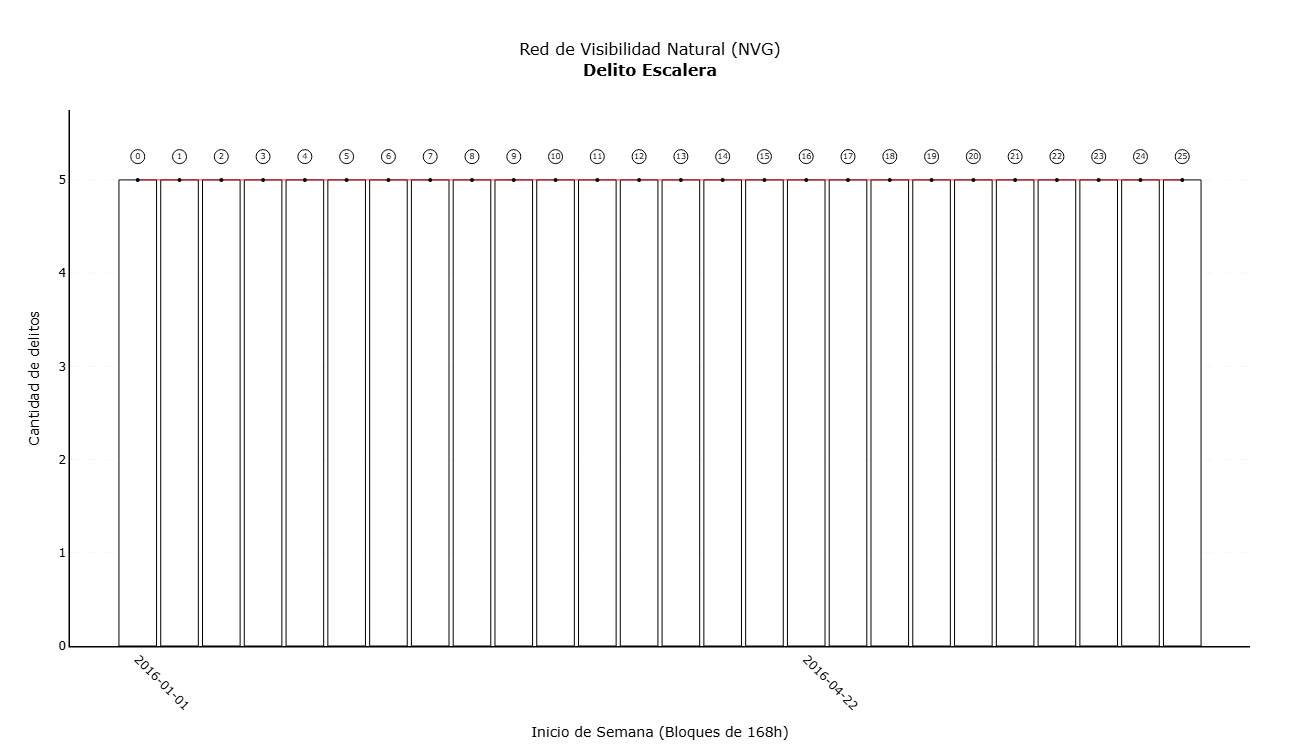 Red de Visibilidad Natural (NVG)
Delito Escalera
0 1 2 3 4 5 6 7 8 9 10 11 12 13 14 15 16 17 18 19 20 21 22 23 24 25
5
4
3
2
1
0
Cantidad de delitos
2016-01-01
2016-04-22
Inicio de Semana (Bloques de 168h)